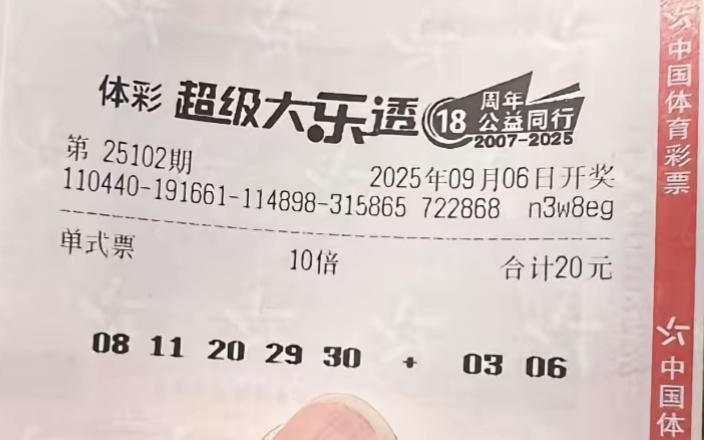 体彩 超级大乐透 18 周年 公益同行 2007-2025
第 25102期 2025年09月06日开奖
110440-191661-114898-315865 722868 n3w8eg
单式票 10倍 合计20元
08 11 20 29 30 + 03 06
中国体育彩票
中国体